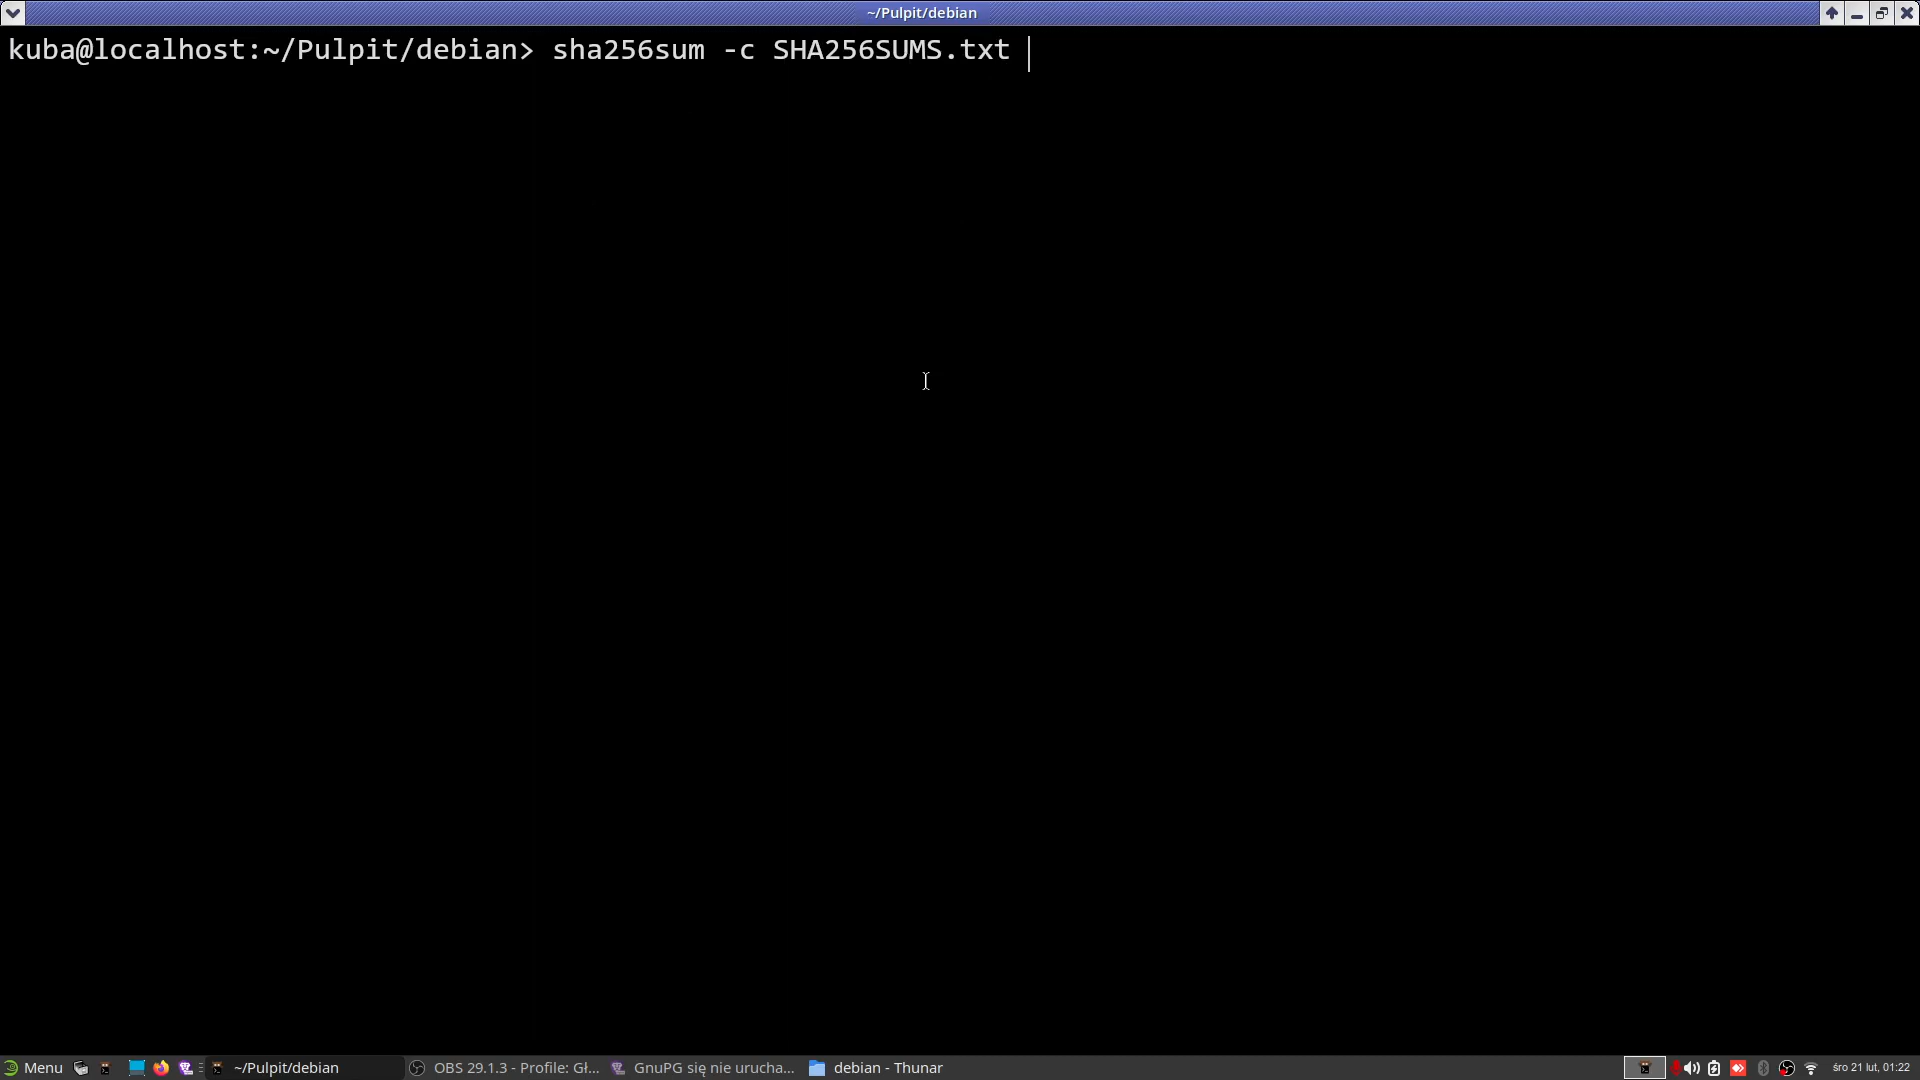 ~/Pulpit/debian
kuba@localhost:~/Pulpit/debian> sha256sum -c SHA256SUMS.txt
Menu
~/Pulpit/debian
OBS 29.1.3 - Profile: Gł...
GnuPG się nie urucha...
debian - Thunar
śro 21 lut, 01:22